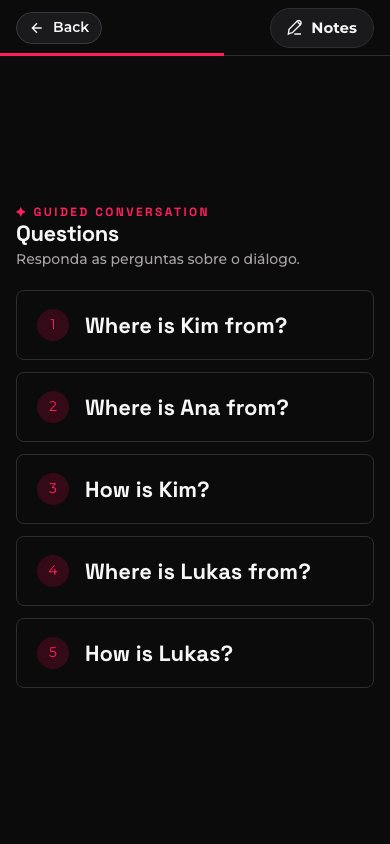 Back
Notes
GUIDED CONVERSATION
Questions
Responda as perguntas sobre o diálogo.
1 Where is Kim from?
2 Where is Ana from?
3 How is Kim?
4 Where is Lukas from?
5 How is Lukas?